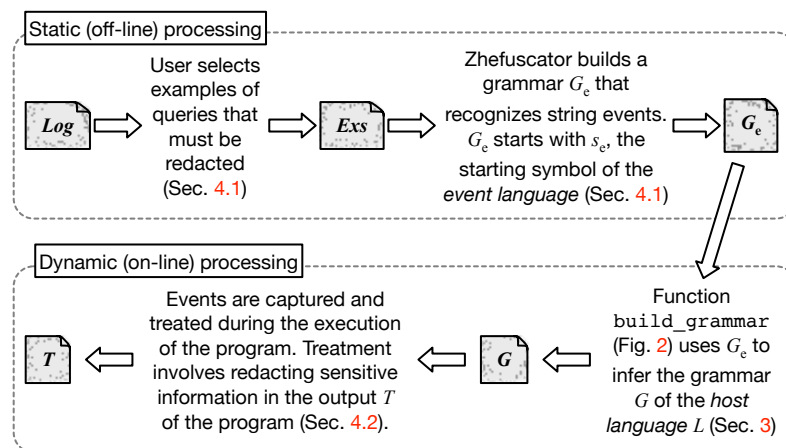 Static (off-line) processing
Log
User selects
examples of
queries that
must be
redacted
(Sec. 4.1)
Exs
Zhefuscator builds a
grammar Ge that
recognizes string events.
Ge starts with se, the
starting symbol of the
event language (Sec. 4.1)
Ge
Dynamic (on-line) processing
Function
build_grammar
(Fig. 2) uses Ge to
infer the grammar
G of the host
language L (Sec. 3)
G
Events are captured and
treated during the execution
of the program. Treatment
involves redacting sensitive
information in the output T
of the program (Sec. 4.2).
T